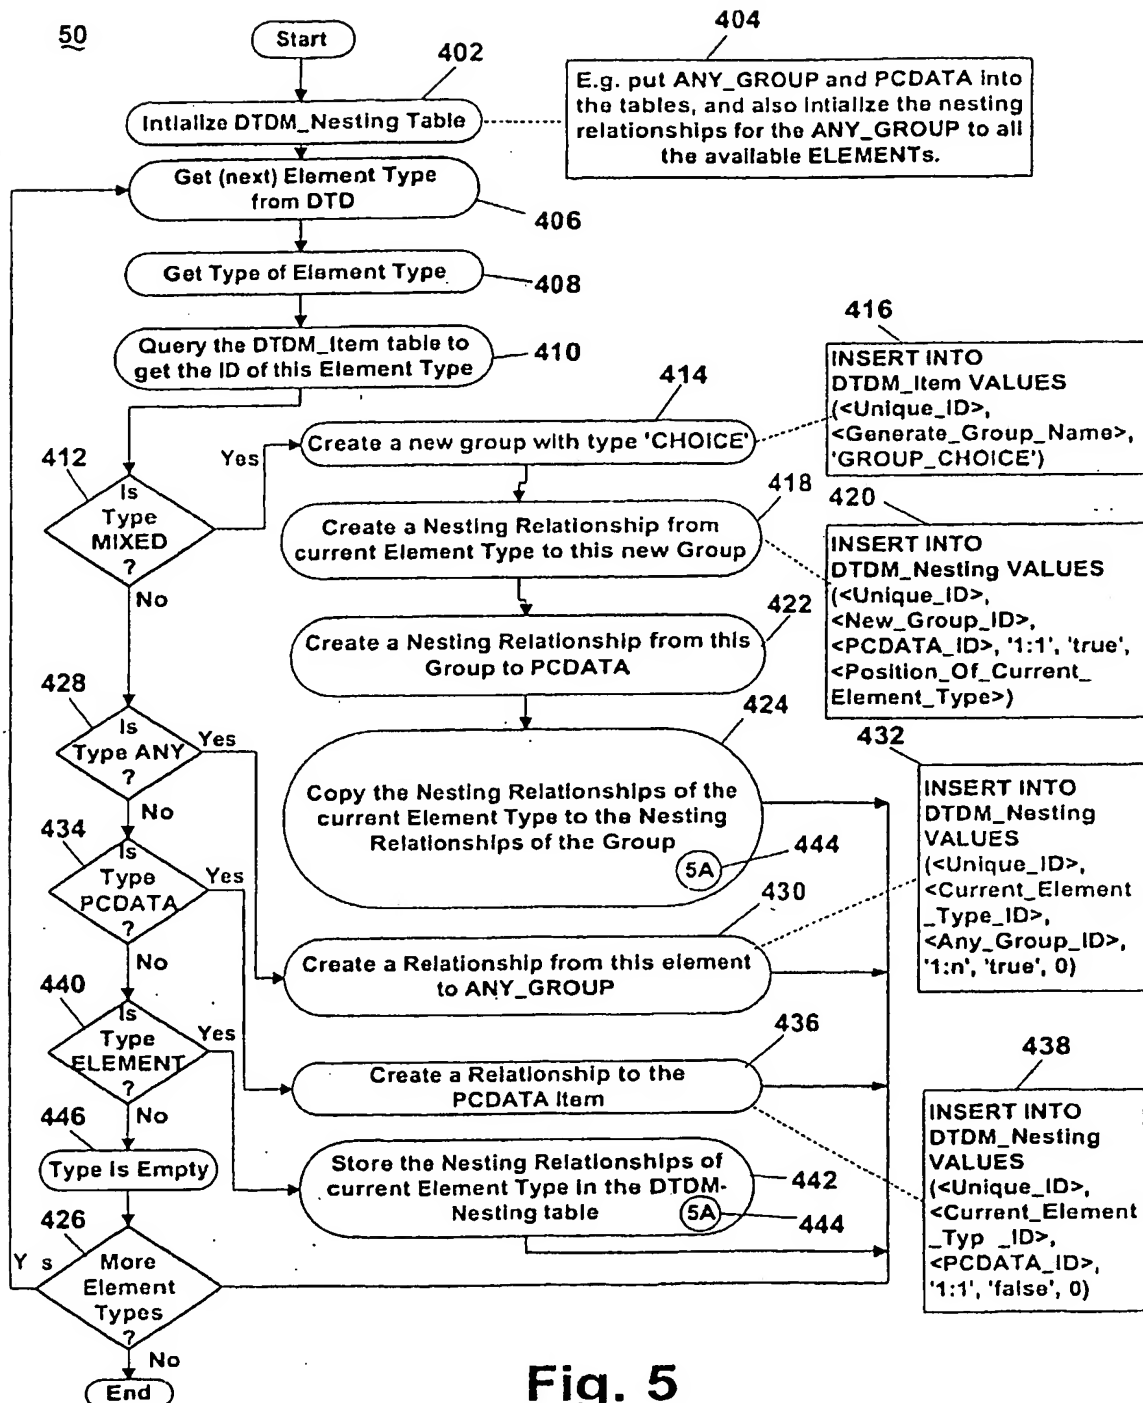 50
Start
402
404
Intialize DTDM_Nesting Table
E.g. put ANY_GROUP and PCDATA into
the tables, and also intialize the nesting
relationships for the ANY_GROUP to all
the available ELEMENTs.
Get (next) Element Type
from DTD
406
Get Type of Element Type
408
Query the DTDM_Item table to
get the ID of this Element Type
410
412
Is
Type
MIXED
?
Yes
No
414
Create a new group with type 'CHOICE'
416
INSERT INTO
DTDM_Item VALUES
(<Unique_ID>,
<Generate_Group_Name>,
'GROUP_CHOICE')
418
Create a Nesting Relationship from
current Element Type to this new Group
420
INSERT INTO
DTDM_Nesting VALUES
(<Unique_ID>,
<New_Group_ID>,
<PCDATA_ID>, '1:1', 'true',
<Position_Of_Current_
Element_Type>)
422
Create a Nesting Relationship from this
Group to PCDATA
424
Copy the Nesting Relationships of the
current Element Type to the Nesting
Relationships of the Group
5A
444
428
Is
Type ANY
?
Yes
No
430
Create a Relationship from this element
to ANY_GROUP
432
INSERT INTO
DTDM_Nesting
VALUES
(<Unique_ID>,
<Current_Element
_Type_ID>,
<Any_Group_ID>,
'1:n', 'true', 0)
434
Is
Type
PCDATA
?
Yes
No
436
Create a Relationship to the
PCDATA Item
438
INSERT INTO
DTDM_Nesting
VALUES
(<Unique_ID>,
<Current_Element
_Typ _ID>,
<PCDATA_ID>,
'1:1', 'false', 0)
440
Is
Type
ELEMENT
?
Yes
No
Store the Nesting Relationships of
current Element Type in the DTDM-
Nesting table
442
5A
444
446
Type is Empty
426
More
Element
Types
?
Y s
No
End
Fig. 5